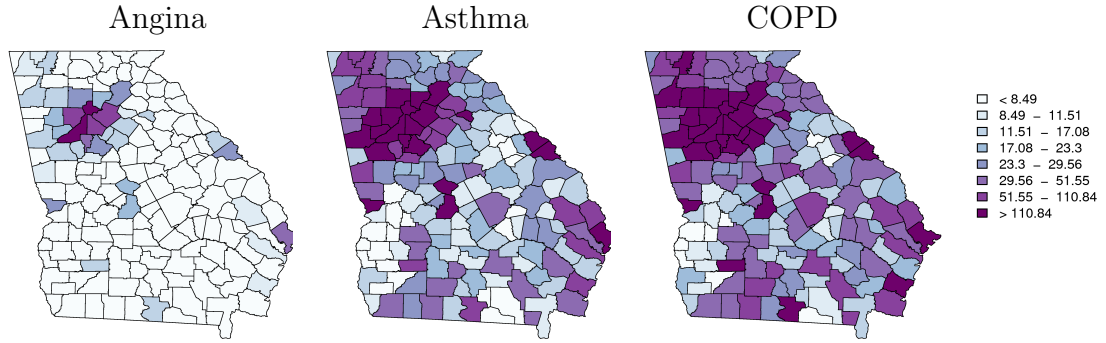 Angina
Asthma
COPD
< 8.49
8.49 − 11.51
11.51 − 17.08
17.08 − 23.3
23.3 − 29.56
29.56 − 51.55
51.55 − 110.84
> 110.84